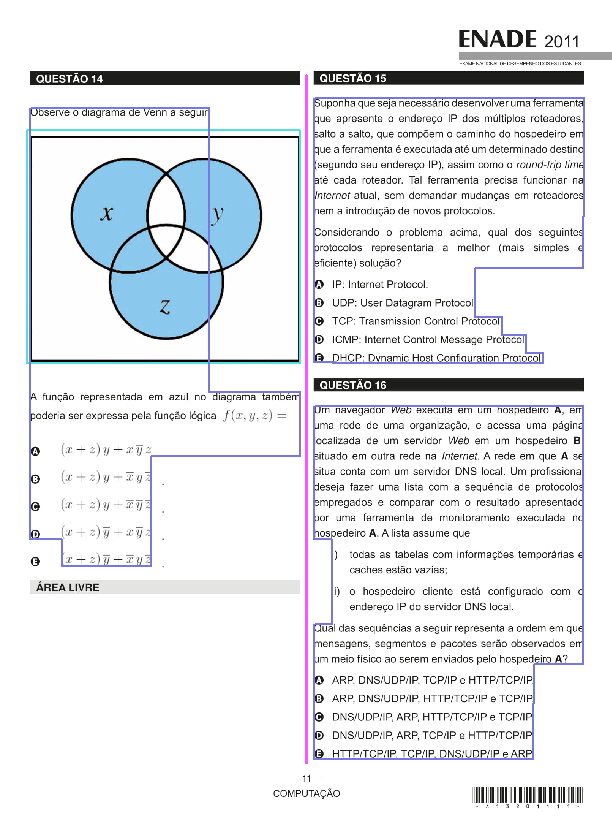 ENADE 2011
EXAME NACIONAL DE DESEMPENHO DOS ESTUDANTES
QUESTÃO 14
Observe o diagrama de Venn a seguir
x
y
z
A função representada em azul no diagrama também
poderia ser expressa pela função lógica f(x, y, z) =
A (x + z) y + x y̅ z
B (x + z) y + x̅ y z̅ .
C (x + z) y + x̅ y̅ z̅ .
D (x + z) y̅ + x y z̅ .
E (x + z) y̅ + x̅ y z̅ .
ÁREA LIVRE
QUESTÃO 15
Suponha que seja necessário desenvolver uma ferramenta
que apresente o endereço IP dos múltiplos roteadores,
salto a salto, que compõem o caminho do hospedeiro em
que a ferramenta é executada até um determinado destino
(segundo seu endereço IP), assim como o round-trip time
até cada roteador. Tal ferramenta precisa funcionar na
Internet atual, sem demandar mudanças em roteadores
nem a introdução de novos protocolos.
Considerando o problema acima, qual dos seguintes
protocolos representaria a melhor (mais simples e
eficiente) solução?
A IP: Internet Protocol.
B UDP: User Datagram Protocol
C TCP: Transmission Control Protocol
D ICMP: Internet Control Message Protocol
E DHCP: Dynamic Host Configuration Protocol
QUESTÃO 16
Um navegador Web executa em um hospedeiro A, em
uma rede de uma organização, e acessa uma página
localizada de um servidor Web em um hospedeiro B
situado em outra rede na Internet. A rede em que A se
situa conta com um servidor DNS local. Um profissional
deseja fazer uma lista com a sequência de protocolos
empregados e comparar com o resultado apresentado
por uma ferramenta de monitoramento executada no
hospedeiro A. A lista assume que
i) todas as tabelas com informações temporárias e
caches estão vazias;
ii) o hospedeiro cliente está configurado com o
endereço IP do servidor DNS local.
Qual das sequências a seguir representa a ordem em que
mensagens, segmentos e pacotes serão observados em
um meio físico ao serem enviados pelo hospedeiro A?
A ARP, DNS/UDP/IP, TCP/IP e HTTP/TCP/IP
B ARP, DNS/UDP/IP, HTTP/TCP/IP e TCP/IP
C DNS/UDP/IP, ARP, HTTP/TCP/IP e TCP/IP
D DNS/UDP/IP, ARP, TCP/IP e HTTP/TCP/IP
E HTTP/TCP/IP, TCP/IP, DNS/UDP/IP e ARP
11
COMPUTAÇÃO